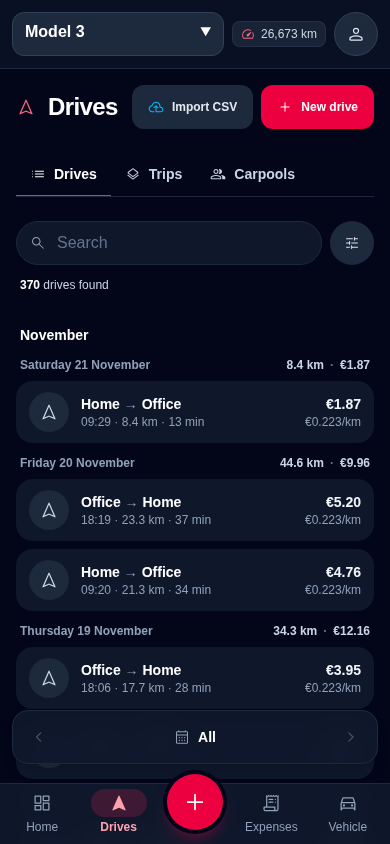 Model 3
26,673 km
Drives
Import CSV
New drive
Drives
Trips
Carpools
Search
370 drives found
November
Saturday 21 November
8.4 km · €1.87
Home → Office
€1.87
09:29 · 8.4 km · 13 min
€0.223/km
Friday 20 November
44.6 km · €9.96
Office → Home
€5.20
18:19 · 23.3 km · 37 min
€0.223/km
Home → Office
€4.76
09:20 · 21.3 km · 34 min
€0.223/km
Thursday 19 November
34.3 km · €12.16
Office → Home
€3.95
18:06 · 17.7 km · 28 min
€0.223/km
All
Home
Drives
Expenses
Vehicle